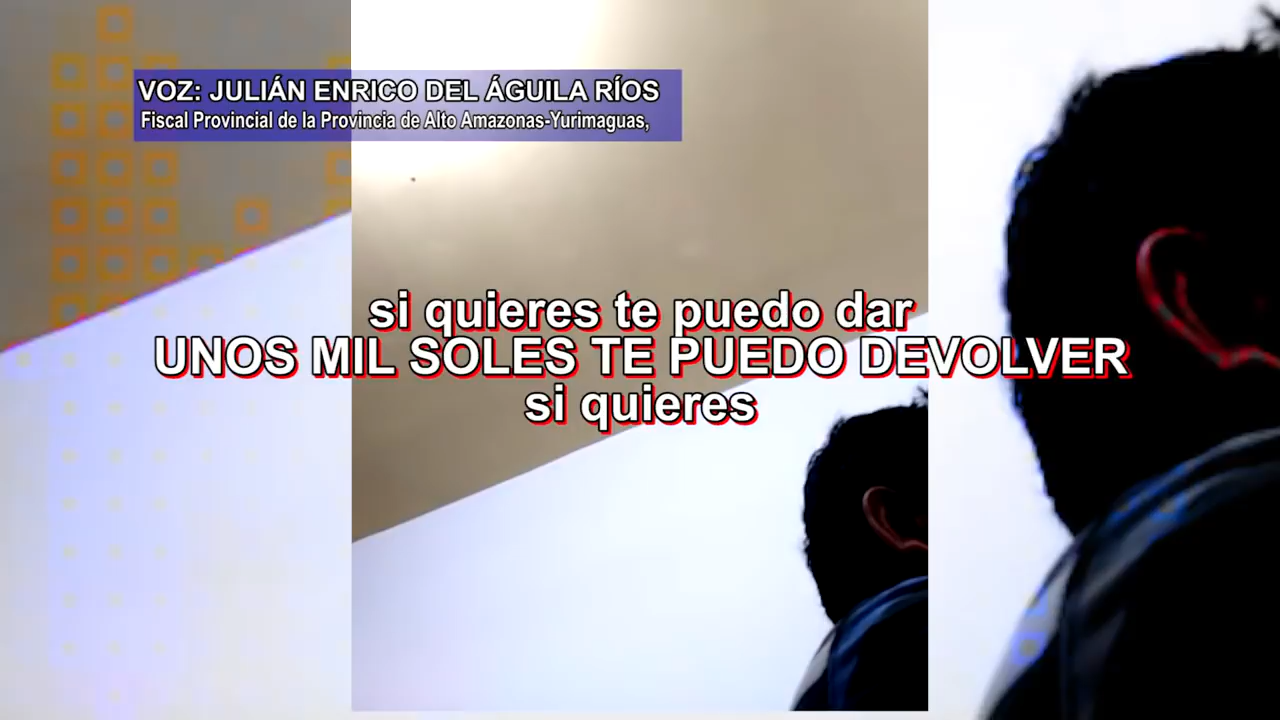 VOZ: JULIÁN ENRICO DEL ÁGUILA RÍOS
Fiscal Provincial de la Provincia de Alto Amazonas-Yurimaguas,
si quieres te puedo dar
UNOS MIL SOLES TE PUEDO DEVOLVER
si quieres